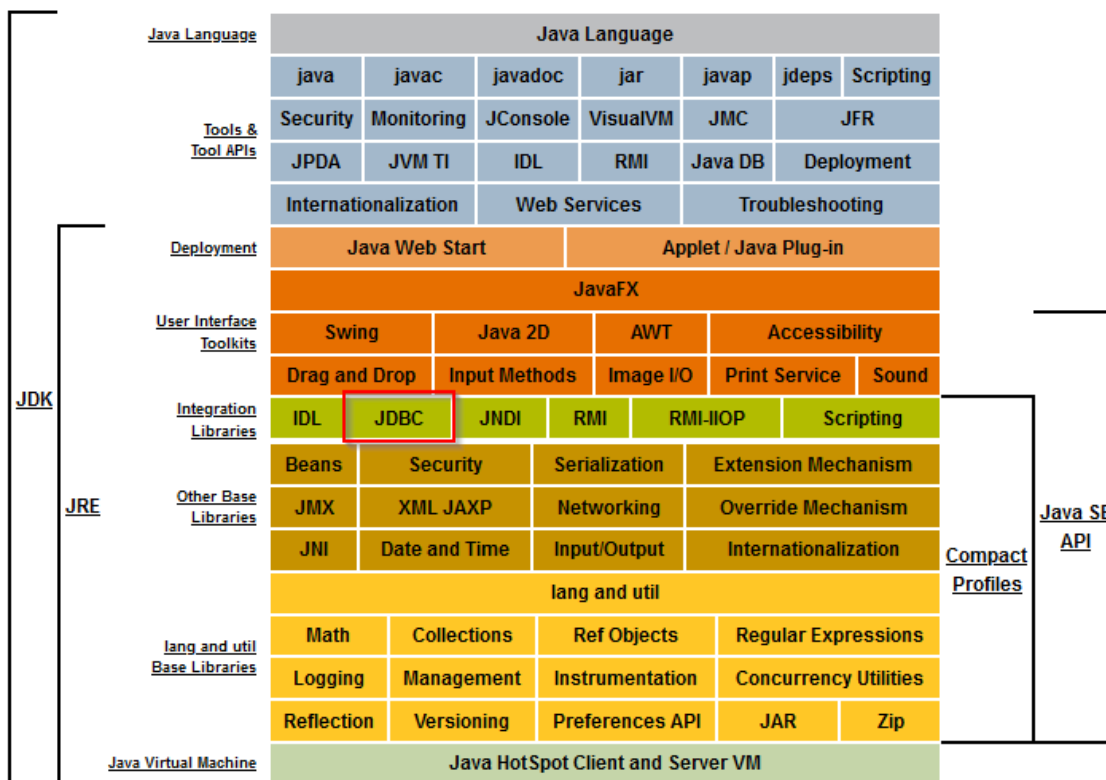 Java Language
Java Language
java javac javadoc jar javap jdeps Scripting
Tools &
Tool APIs
Security Monitoring JConsole VisualVM JMC JFR
JPDA JVM TI IDL RMI Java DB Deployment
Internationalization Web Services Troubleshooting
Deployment
Java Web Start Applet / Java Plug-in
JavaFX
User Interface
Toolkits
Swing Java 2D AWT Accessibility
Drag and Drop Input Methods Image I/O Print Service Sound
JDK
Integration
Libraries
IDL JDBC JNDI RMI RMI-IIOP Scripting
Beans Security Serialization Extension Mechanism
JRE
Other Base
Libraries
JMX XML JAXP Networking Override Mechanism
JNI Date and Time Input/Output Internationalization
Java SE
API
Compact
Profiles
lang and util
lang and util
Base Libraries
Math Collections Ref Objects Regular Expressions
Logging Management Instrumentation Concurrency Utilities
Reflection Versioning Preferences API JAR Zip
Java Virtual Machine
Java HotSpot Client and Server VM